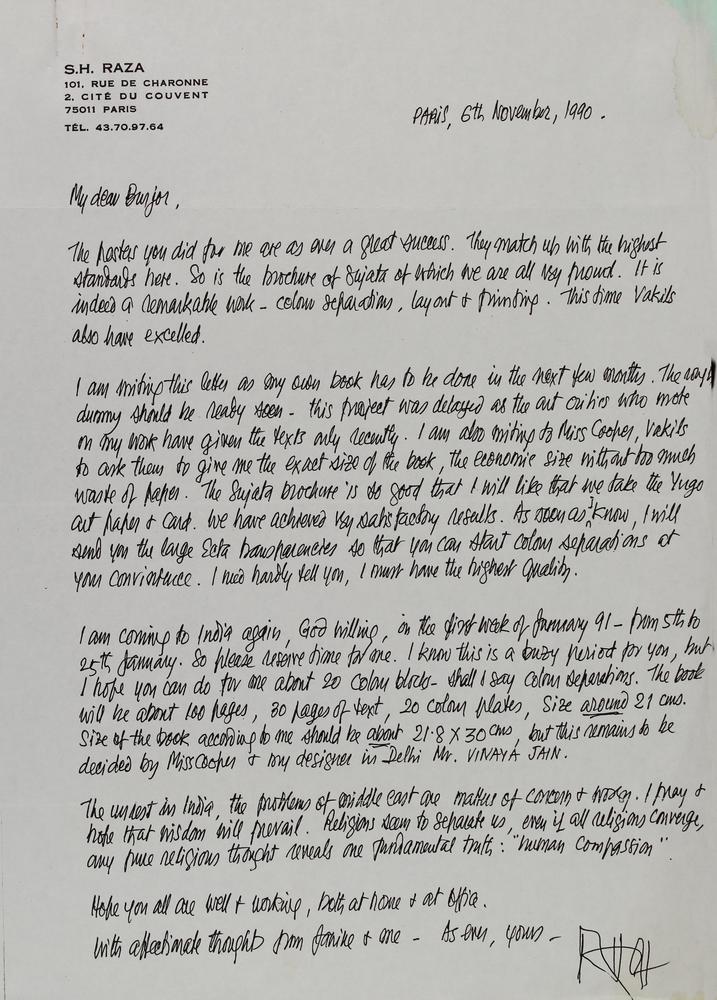 S.H. RAZA
101, RUE DE CHARONNE
2, CITÉ DU COUVENT
75011 PARIS
TÉL. 43.70.97.64
PARIS, 6th November, 1990.
My dear Burjor,
The posters you did for me are as ever a great success. They match up with the highest
standards here. So is the brochure of Sujata of which we are all very proud. It is
indeed a remarkable work - colour separations, layout & printing. This time Vakils
also have excelled.
I am writing this letter as my own book has to be done in the next few months. The
dummy should be ready soon - this project was delayed as the art critics who wrote
on my work have given the texts only recently. I am also writing to Miss Cooper, Vakils
to ask them to give me the exact size of the book, the economic size without too much
waste of paper. The Sujata brochure is so good that I will like that we take the Yugo
art paper & card. We have achieved very satisfactory results. As soon as I know, I will
send you the large Ecta transparencies so that you can start colour separations at
your convinience. I need hardly tell you, I must have the highest quality.
I am coming to India again, God willing, in the first week of January 91 - from 5th to
25th January. So please reserve time for me. I know this is a buzy period for you, but
I hope you can do for me about 20 colour blocks - shall I say colour separations. The book
will be about 100 pages, 30 pages of text, 20 colour plates, Size around 21 cms.
Size of the book according to me should be about 21.8 X 30 cms, but this remains to be
decided by Miss Cooper & my designer in Delhi Mr. VINAYA JAIN.
The unrest in India, the problems of middle east are matters of concern & worry. I pray &
hope that wisdom will prevail. Religions seem to separate us, even if all religions converge,
any pure religious thought reveals one fundamental truth: "human compassion".
Hope you all are well & working, both at home & at office.
With affectionate thoughts from Janine & me - As ever, yours -
RAZA